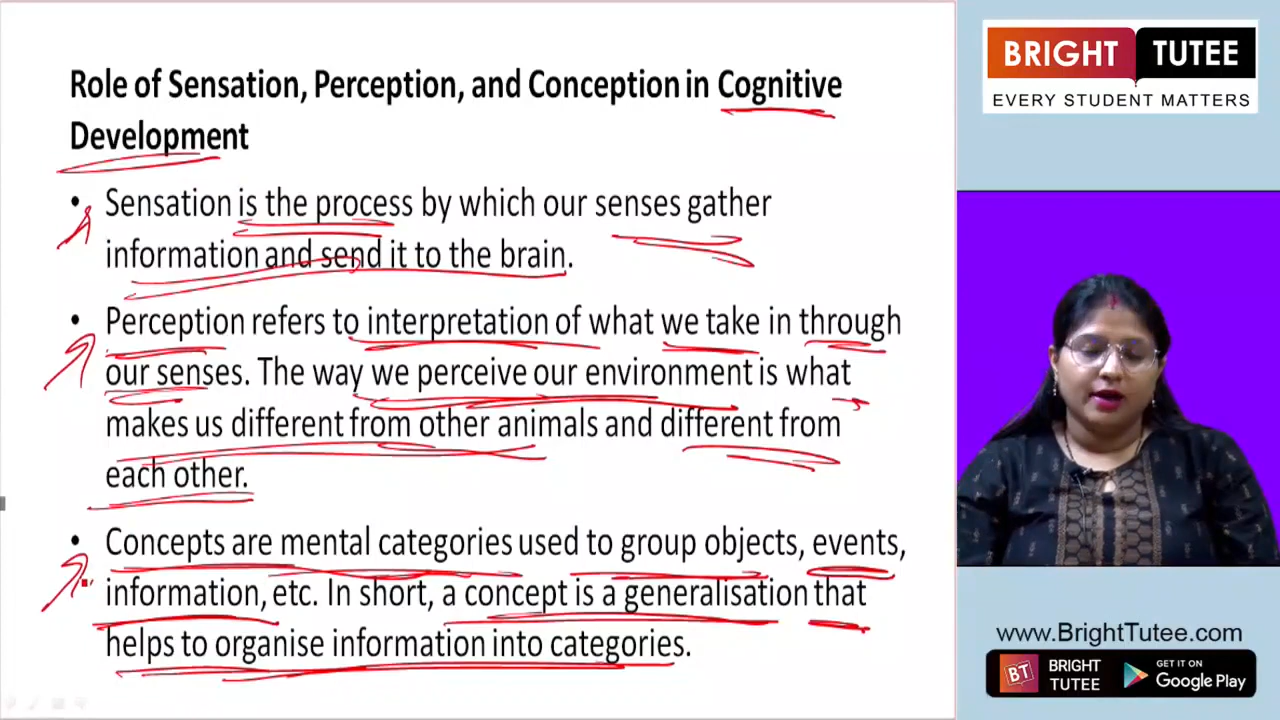 Role of Sensation, Perception, and Conception in Cognitive
Development
• Sensation is the process by which our senses gather
information and send it to the brain.
• Perception refers to interpretation of what we take in through
our senses. The way we perceive our environment is what
makes us different from other animals and different from
each other.
• Concepts are mental categories used to group objects, events,
information, etc. In short, a concept is a generalisation that
helps to organise information into categories.
BRIGHT TUTEE
EVERY STUDENT MATTERS
www.BrightTutee.com
BT
BRIGHT
TUTEE
GET IT ON
Google Play